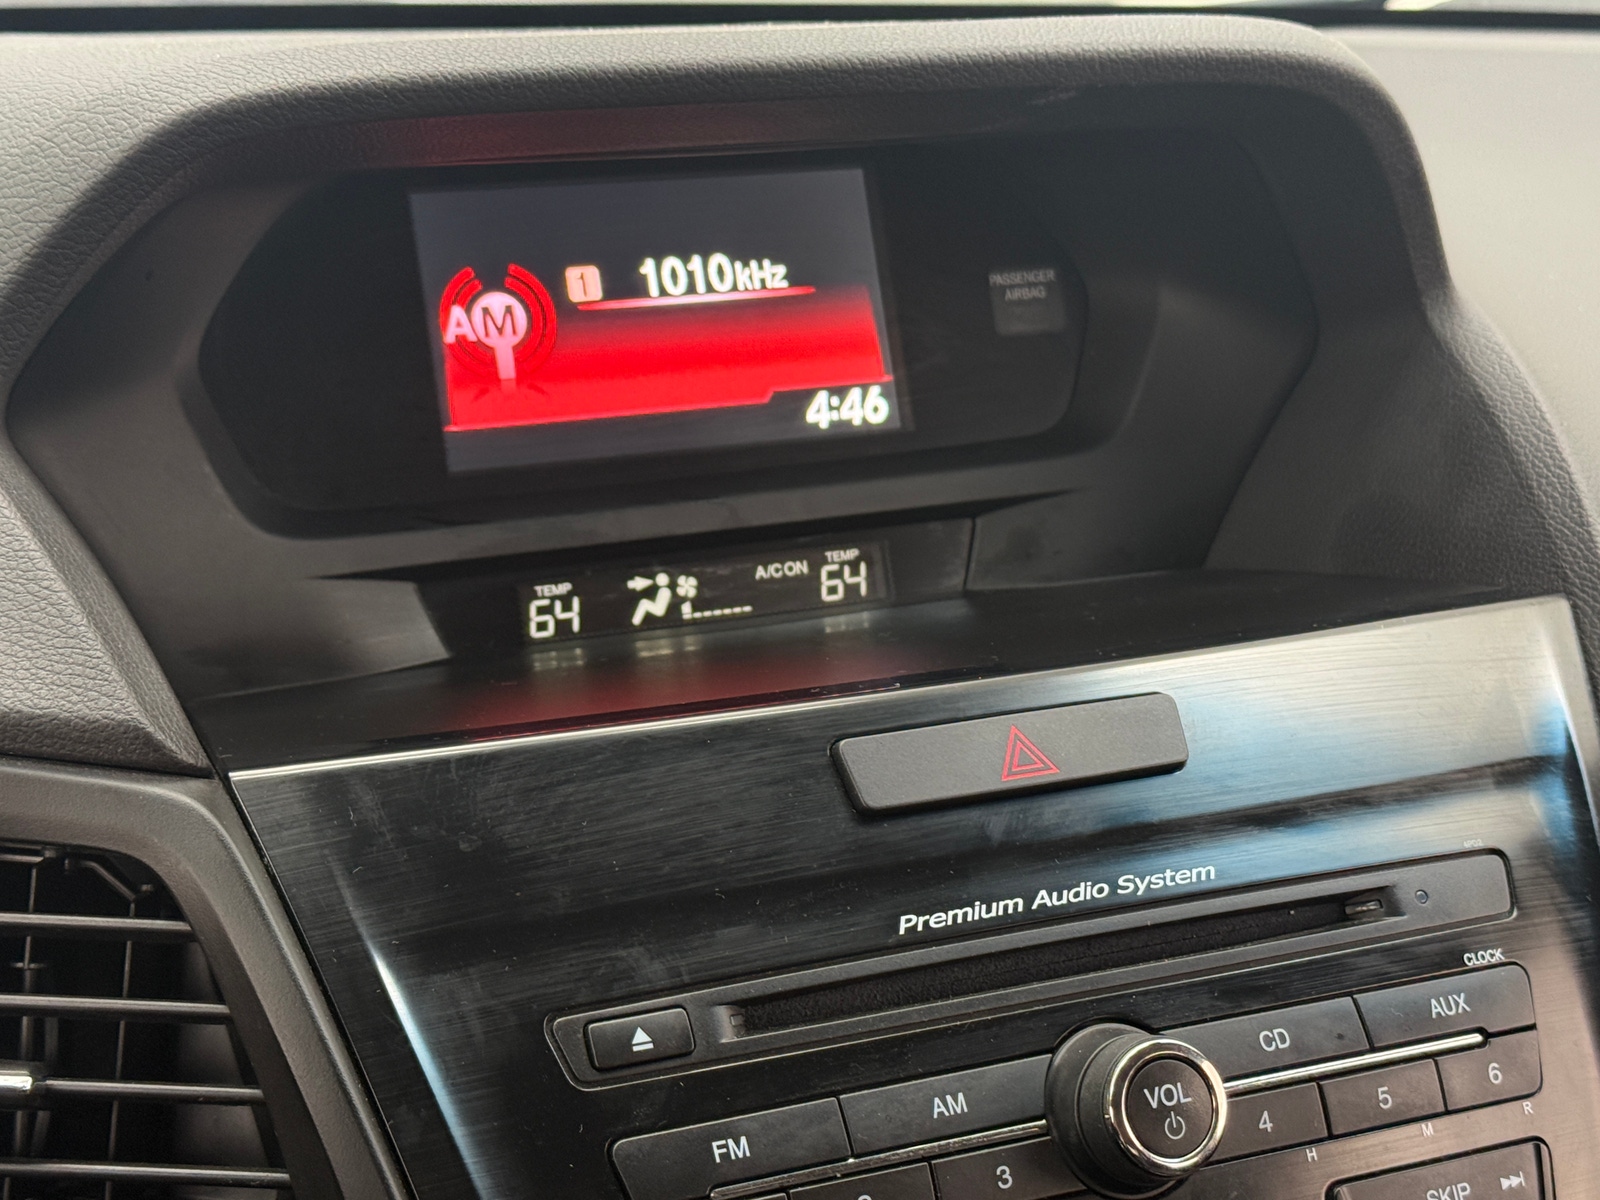 1 1010kHz
AM
4:46
PASSENGER
AIRBAG
TEMP
64
A/C ON
TEMP
64
Premium Audio System
CLOCK
CD
AUX
FM
AM
VOL
3
4
5
6
H
M
R
SKIP